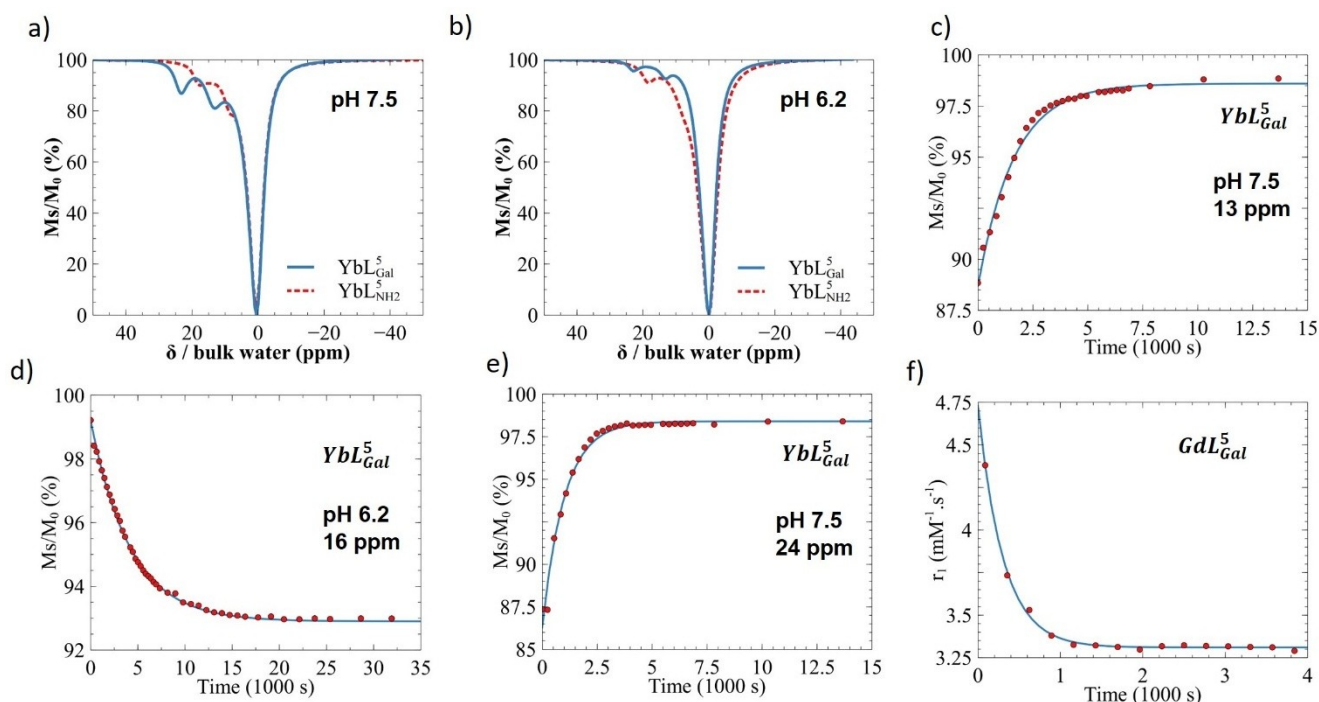 a)
100
80
60
40
20
0
Ms/M₀ (%)
40
20
0
−20
−40
δ / bulk water (ppm)
pH 7.5
YbL⁵Gal
YbL⁵NH2
b)
100
80
60
40
20
0
Ms/M₀ (%)
40
20
0
−20
−40
δ / bulk water (ppm)
pH 6.2
YbL⁵Gal
YbL⁵NH2
c)
100
97.5
95
90
87.5
Ms/M₀ (%)
0
2.5
5
7.5
10
12.5
15
Time (1000 s)
YbL⁵Gal
pH 7.5
13 ppm
d)
100
98
96
94
92
Ms/M₀ (%)
0
5
10
15
20
25
30
35
Time (1000 s)
YbL⁵Gal
pH 6.2
16 ppm
e)
100
97.5
95
90
87.5
85
Ms/M₀ (%)
0
2.5
5
7.5
10
12.5
15
Time (1000 s)
YbL⁵Gal
pH 7.5
24 ppm
f)
4.75
4.5
4
3.5
3.25
r₁ (mM⁻¹.s⁻¹)
0
1
2
3
4
Time (1000 s)
GdL⁵Gal